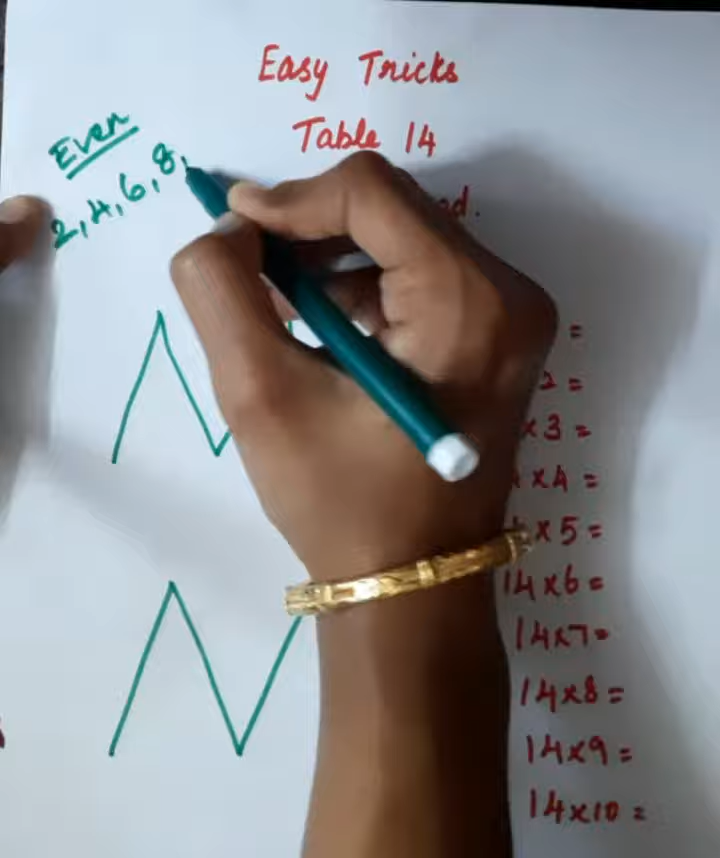 Easy Tricks
Table 14
Even
2, 4, 6, 8,
=
2 =
×3 =
×4 =
×5 =
14×6 =
14×7=
14×8 =
14×9 =
14×10 =